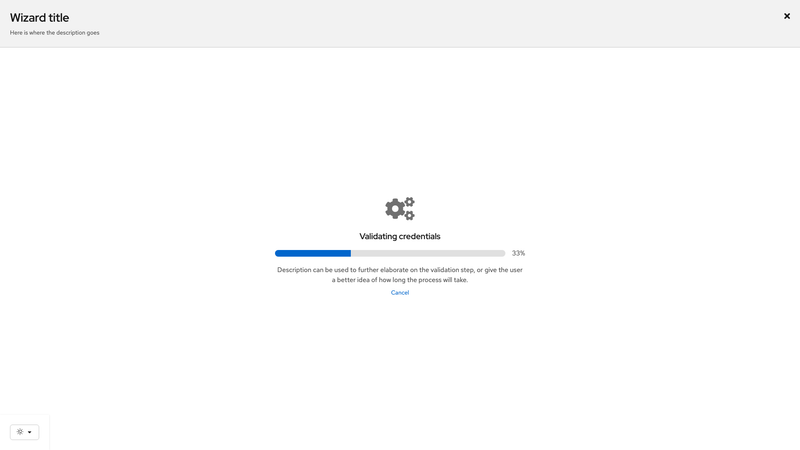 Wizard title
Here is where the description goes
Validating credentials
33%
Description can be used to further elaborate on the validation step, or give the user
a better idea of how long the process will take.
Cancel